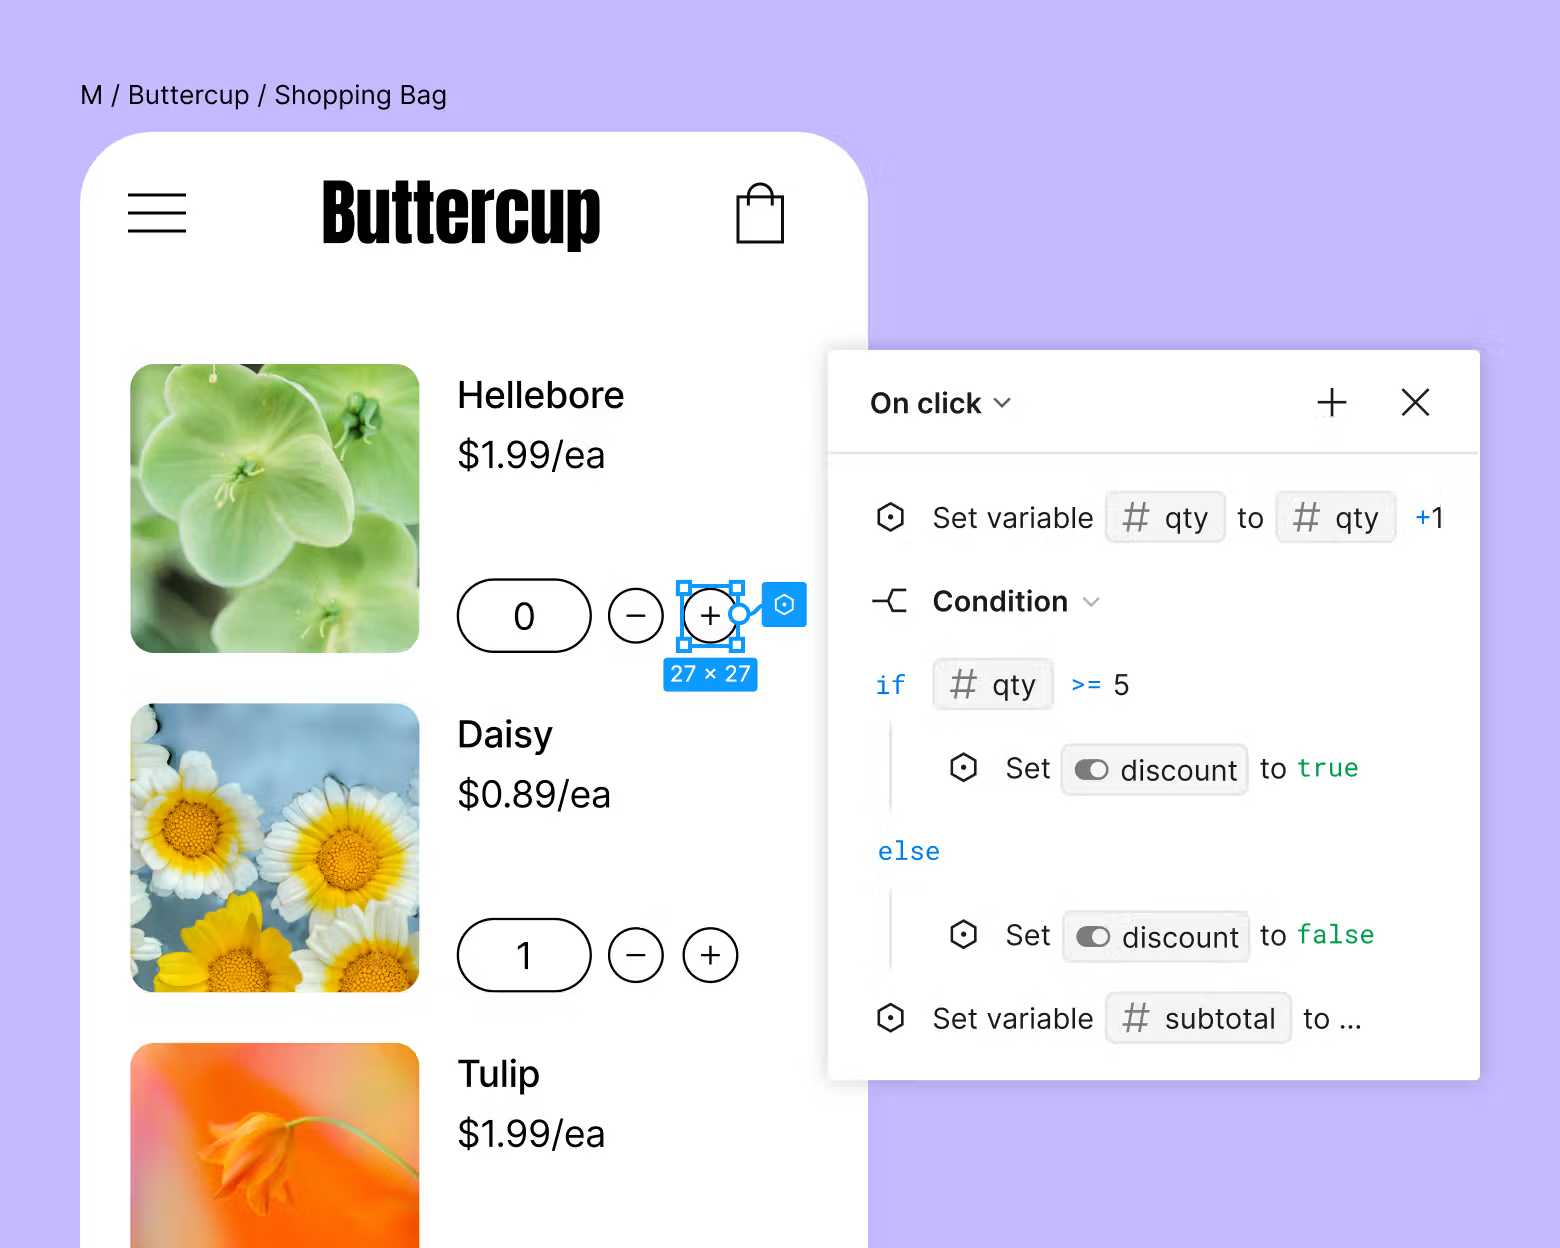 M / Buttercup / Shopping Bag
Buttercup
Hellebore
$1.99/ea
0 − +
27 × 27
Daisy
$0.89/ea
1 − +
Tulip
$1.99/ea
On click
Set variable # qty to # qty +1
Condition
if # qty >= 5
Set discount to true
else
Set discount to false
Set variable # subtotal to ...